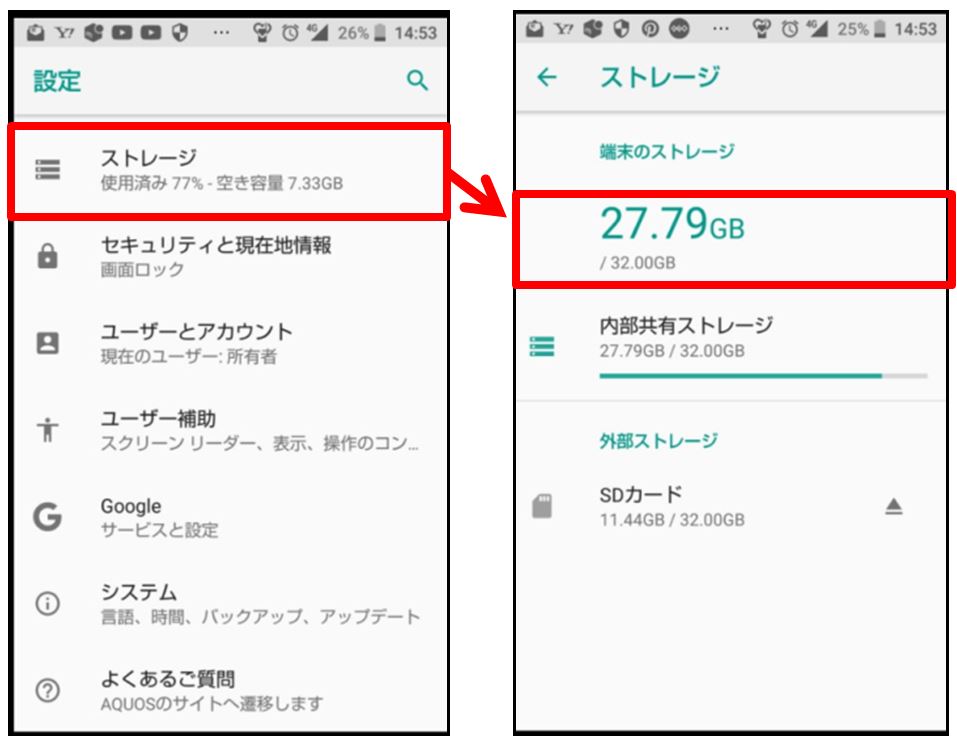 Y! ... 4G 26% 14:53
設定
ストレージ
使用済み 77% - 空き容量 7.33GB
セキュリティと現在地情報
画面ロック
ユーザーとアカウント
現在のユーザー: 所有者
ユーザー補助
スクリーン リーダー、表示、操作のコン...
Google
サービスと設定
システム
言語、時間、バックアップ、アップデート
よくあるご質問
AQUOSのサイトへ遷移します
Y! ... 4G 25% 14:53
ストレージ
端末のストレージ
27.79GB
/ 32.00GB
内部共有ストレージ
27.79GB / 32.00GB
外部ストレージ
SDカード
11.44GB / 32.00GB